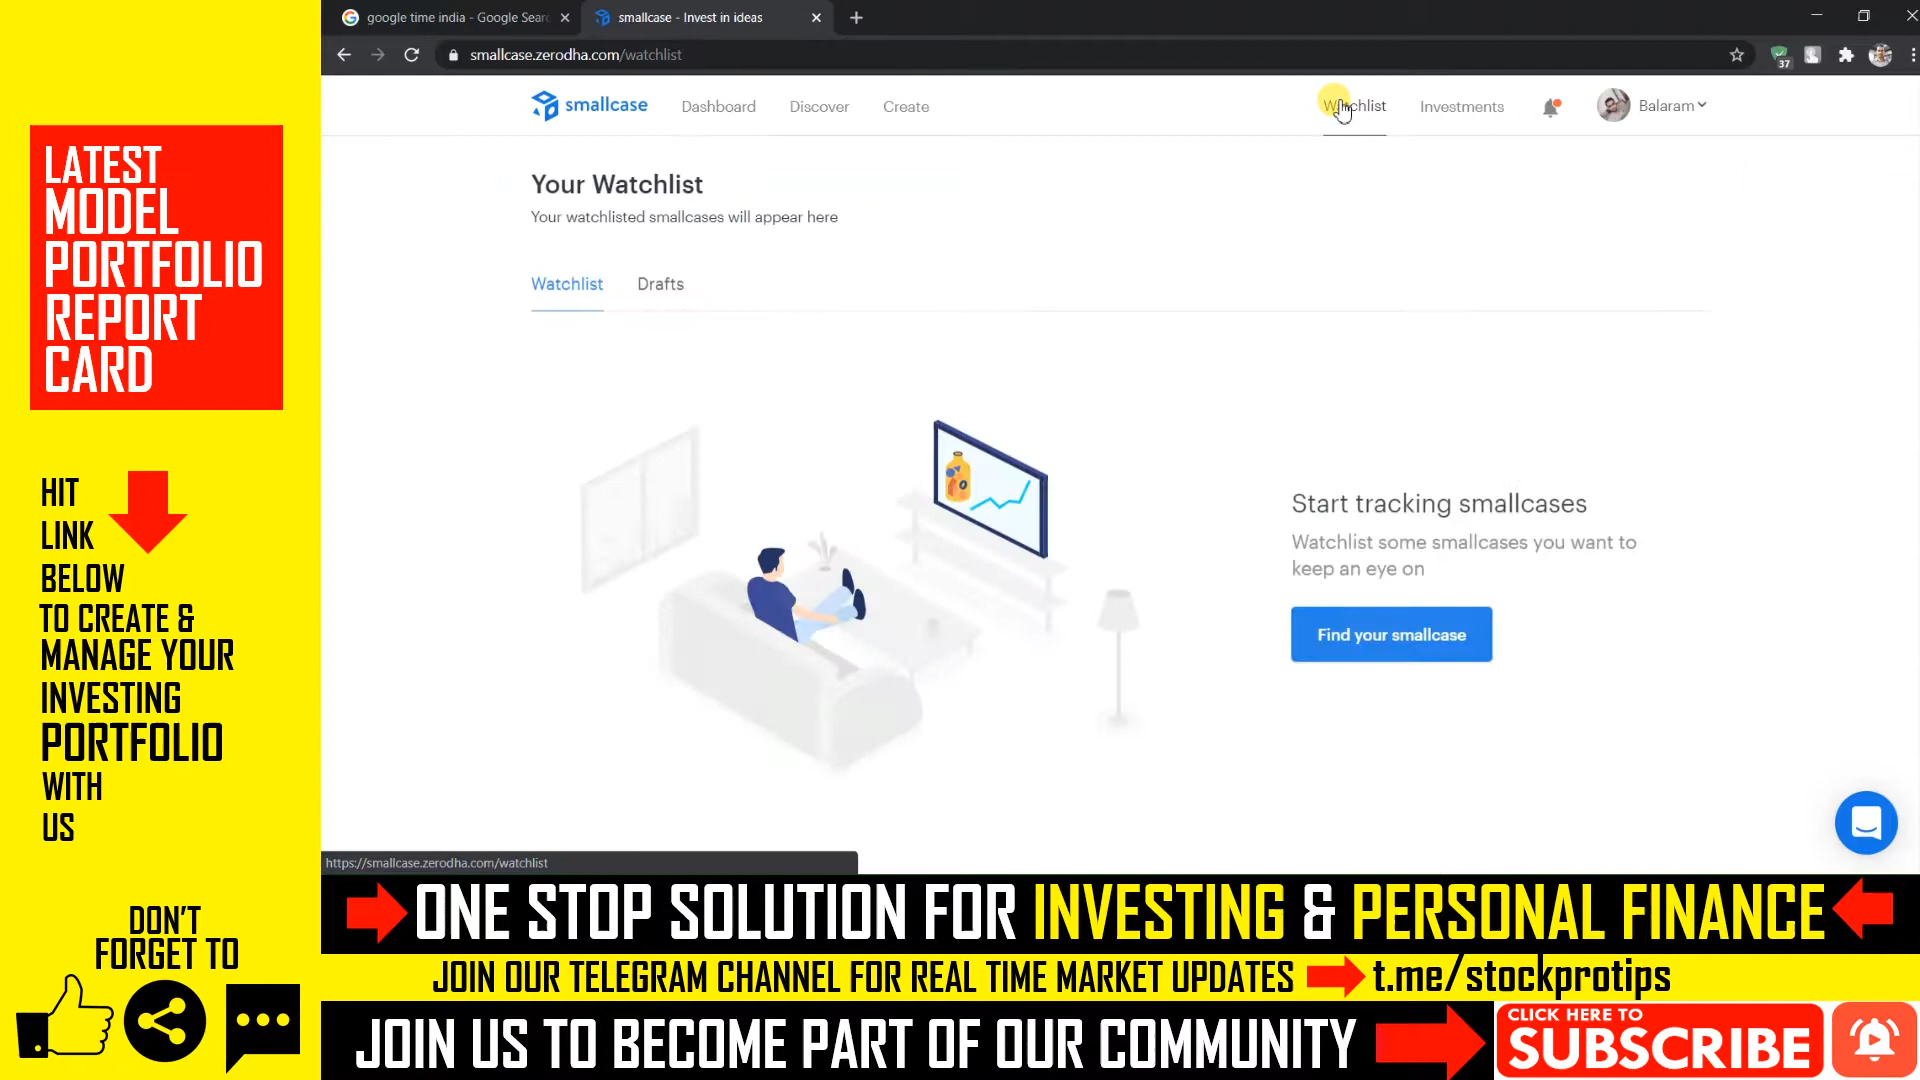 google time india - Google Sear
smallcase - Invest in ideas
smallcase.zerodha.com/watchlist
37
smallcase
Dashboard
Discover
Create
Watchlist
Investments
Balaram
Your Watchlist
Your watchlisted smallcases will appear here
Watchlist
Drafts
Start tracking smallcases
Watchlist some smallcases you want to
keep an eye on
Find your smallcase
https://smallcase.zerodha.com/watchlist
LATEST
MODEL
PORTFOLIO
REPORT
CARD
HIT
LINK
BELOW
TO CREATE &
MANAGE YOUR
INVESTING
PORTFOLIO
WITH
US
DON'T
FORGET TO
ONE STOP SOLUTION FOR INVESTING & PERSONAL FINANCE
JOIN OUR TELEGRAM CHANNEL FOR REAL TIME MARKET UPDATES t.me/stockprotips
JOIN US TO BECOME PART OF OUR COMMUNITY
CLICK HERE TO
SUBSCRIBE